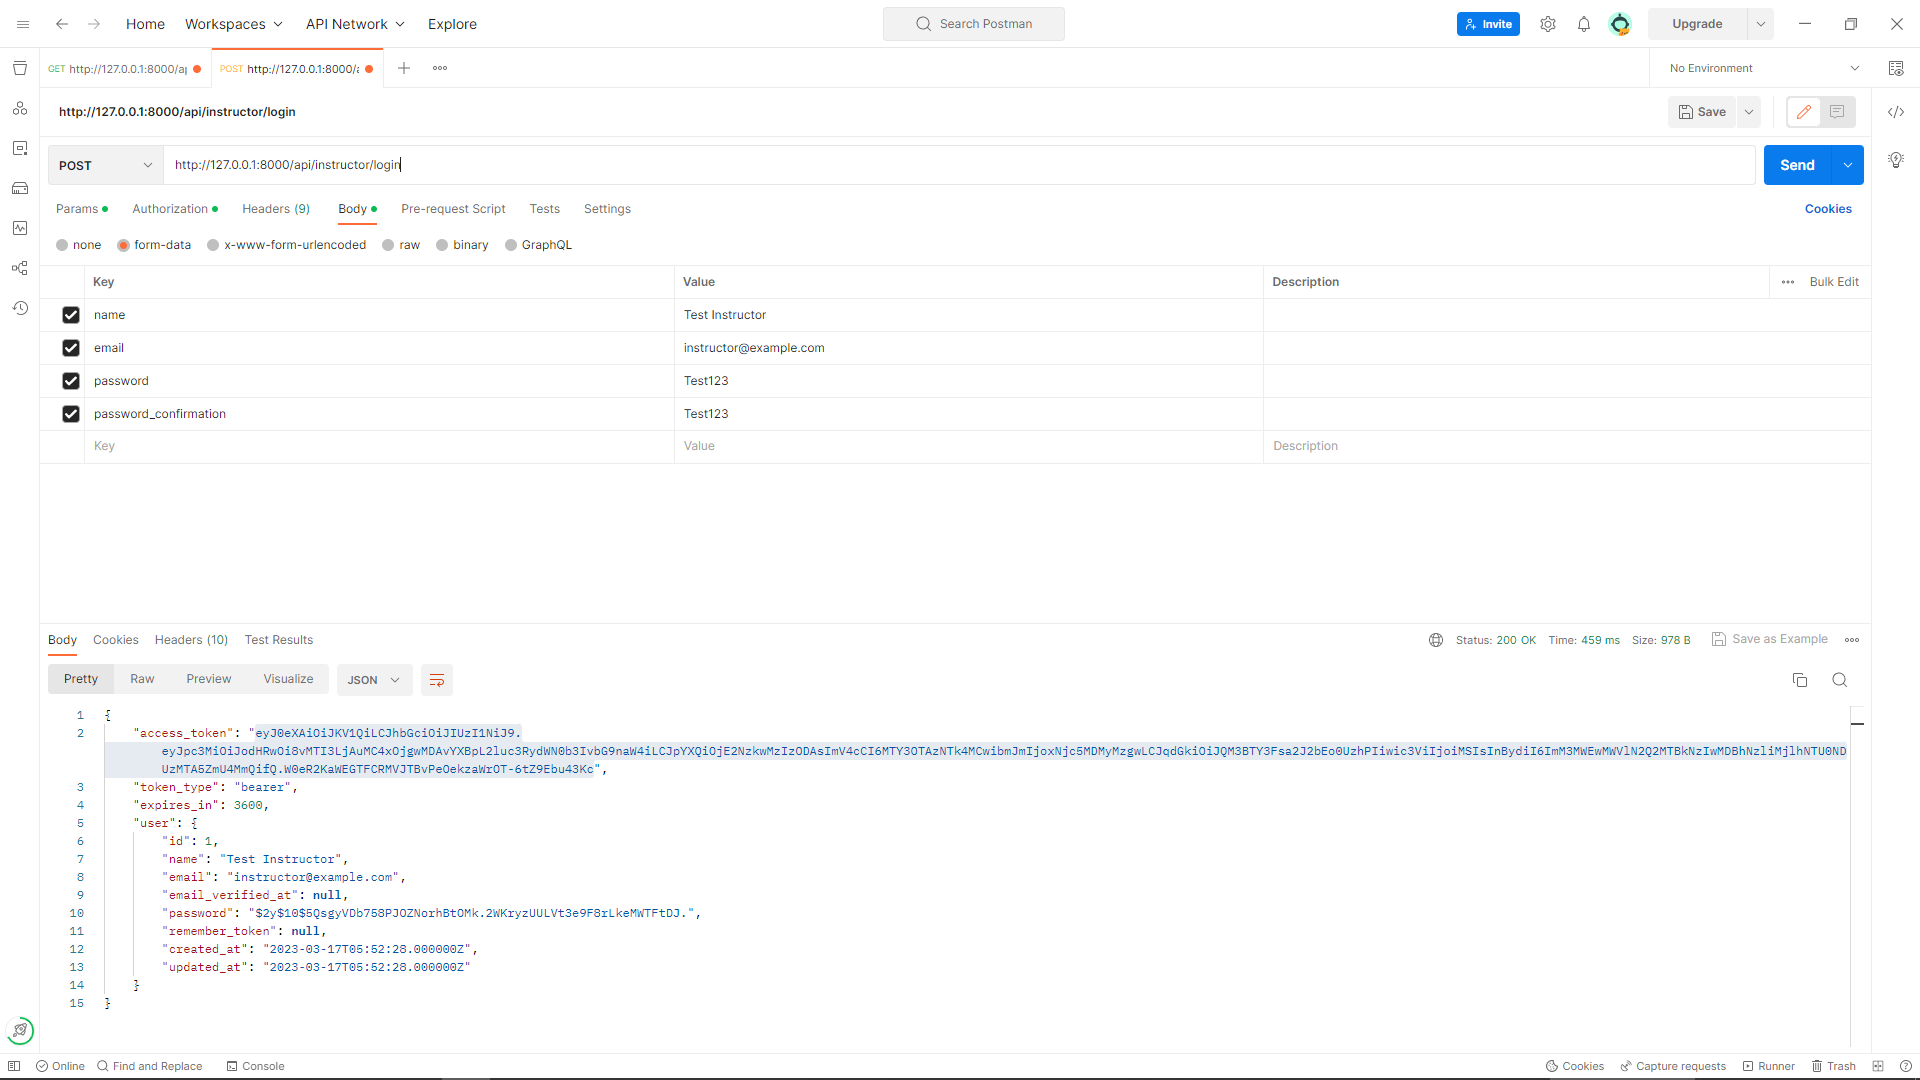 Home Workspaces API Network Explore Search Postman Invite Upgrade
GET http://127.0.0.1:8000/ap POST http://127.0.0.1:8000/a No Environment
http://127.0.0.1:8000/api/instructor/login Save
POST http://127.0.0.1:8000/api/instructor/login Send
Params Authorization Headers (9) Body Pre-request Script Tests Settings Cookies
none form-data x-www-form-urlencoded raw binary GraphQL
Key Value Description Bulk Edit
name Test Instructor
email instructor@example.com
password Test123
password_confirmation Test123
Key Value Description
Body Cookies Headers (10) Test Results Status: 200 OK Time: 459 ms Size: 978 B Save as Example
Pretty Raw Preview Visualize JSON
1 {
2 "access_token": "eyJ0eXAiOiJKV1QiLCJhbGciOiJIUzI1NiJ9.
eyJpc3MiOiJodHRwOi8vMTI3LjAuMC4xOjgwMDAvYXBpL2luc3RydWN0b3IvbG9naW4iLCJpYXQiOjE2NzkwMzIzODAsImV4cCI6MTY3OTAzNTk4MCwibmJmIjoxNjc5MDMyMzgwLCJqdGkiOiJQM3BTY3Fsa2J2bEo0UzhPIiwic3ViIjoiMSIsInBydiI6ImM3MWEwMWVlN2Q2MTBkNzIwMDBhNzliMjlhNTU0ND
UzMTA5ZmU4MmQifQ.W0eR2KaWEGTFCRMVJTBvPeOekzaWrOT-6tZ9Ebu43Kc",
3 "token_type": "bearer",
4 "expires_in": 3600,
5 "user": {
6 "id": 1,
7 "name": "Test Instructor",
8 "email": "instructor@example.com",
9 "email_verified_at": null,
10 "password": "$2y$10$5QsgyVDb758PJOZNorhBtOMk.2WKryzUULVt3e9F8rLkeMWTFtDJ.",
11 "remember_token": null,
12 "created_at": "2023-03-17T05:52:28.000000Z",
13 "updated_at": "2023-03-17T05:52:28.000000Z"
14 }
15 }
Online Find and Replace Console Cookies Capture requests Runner Trash